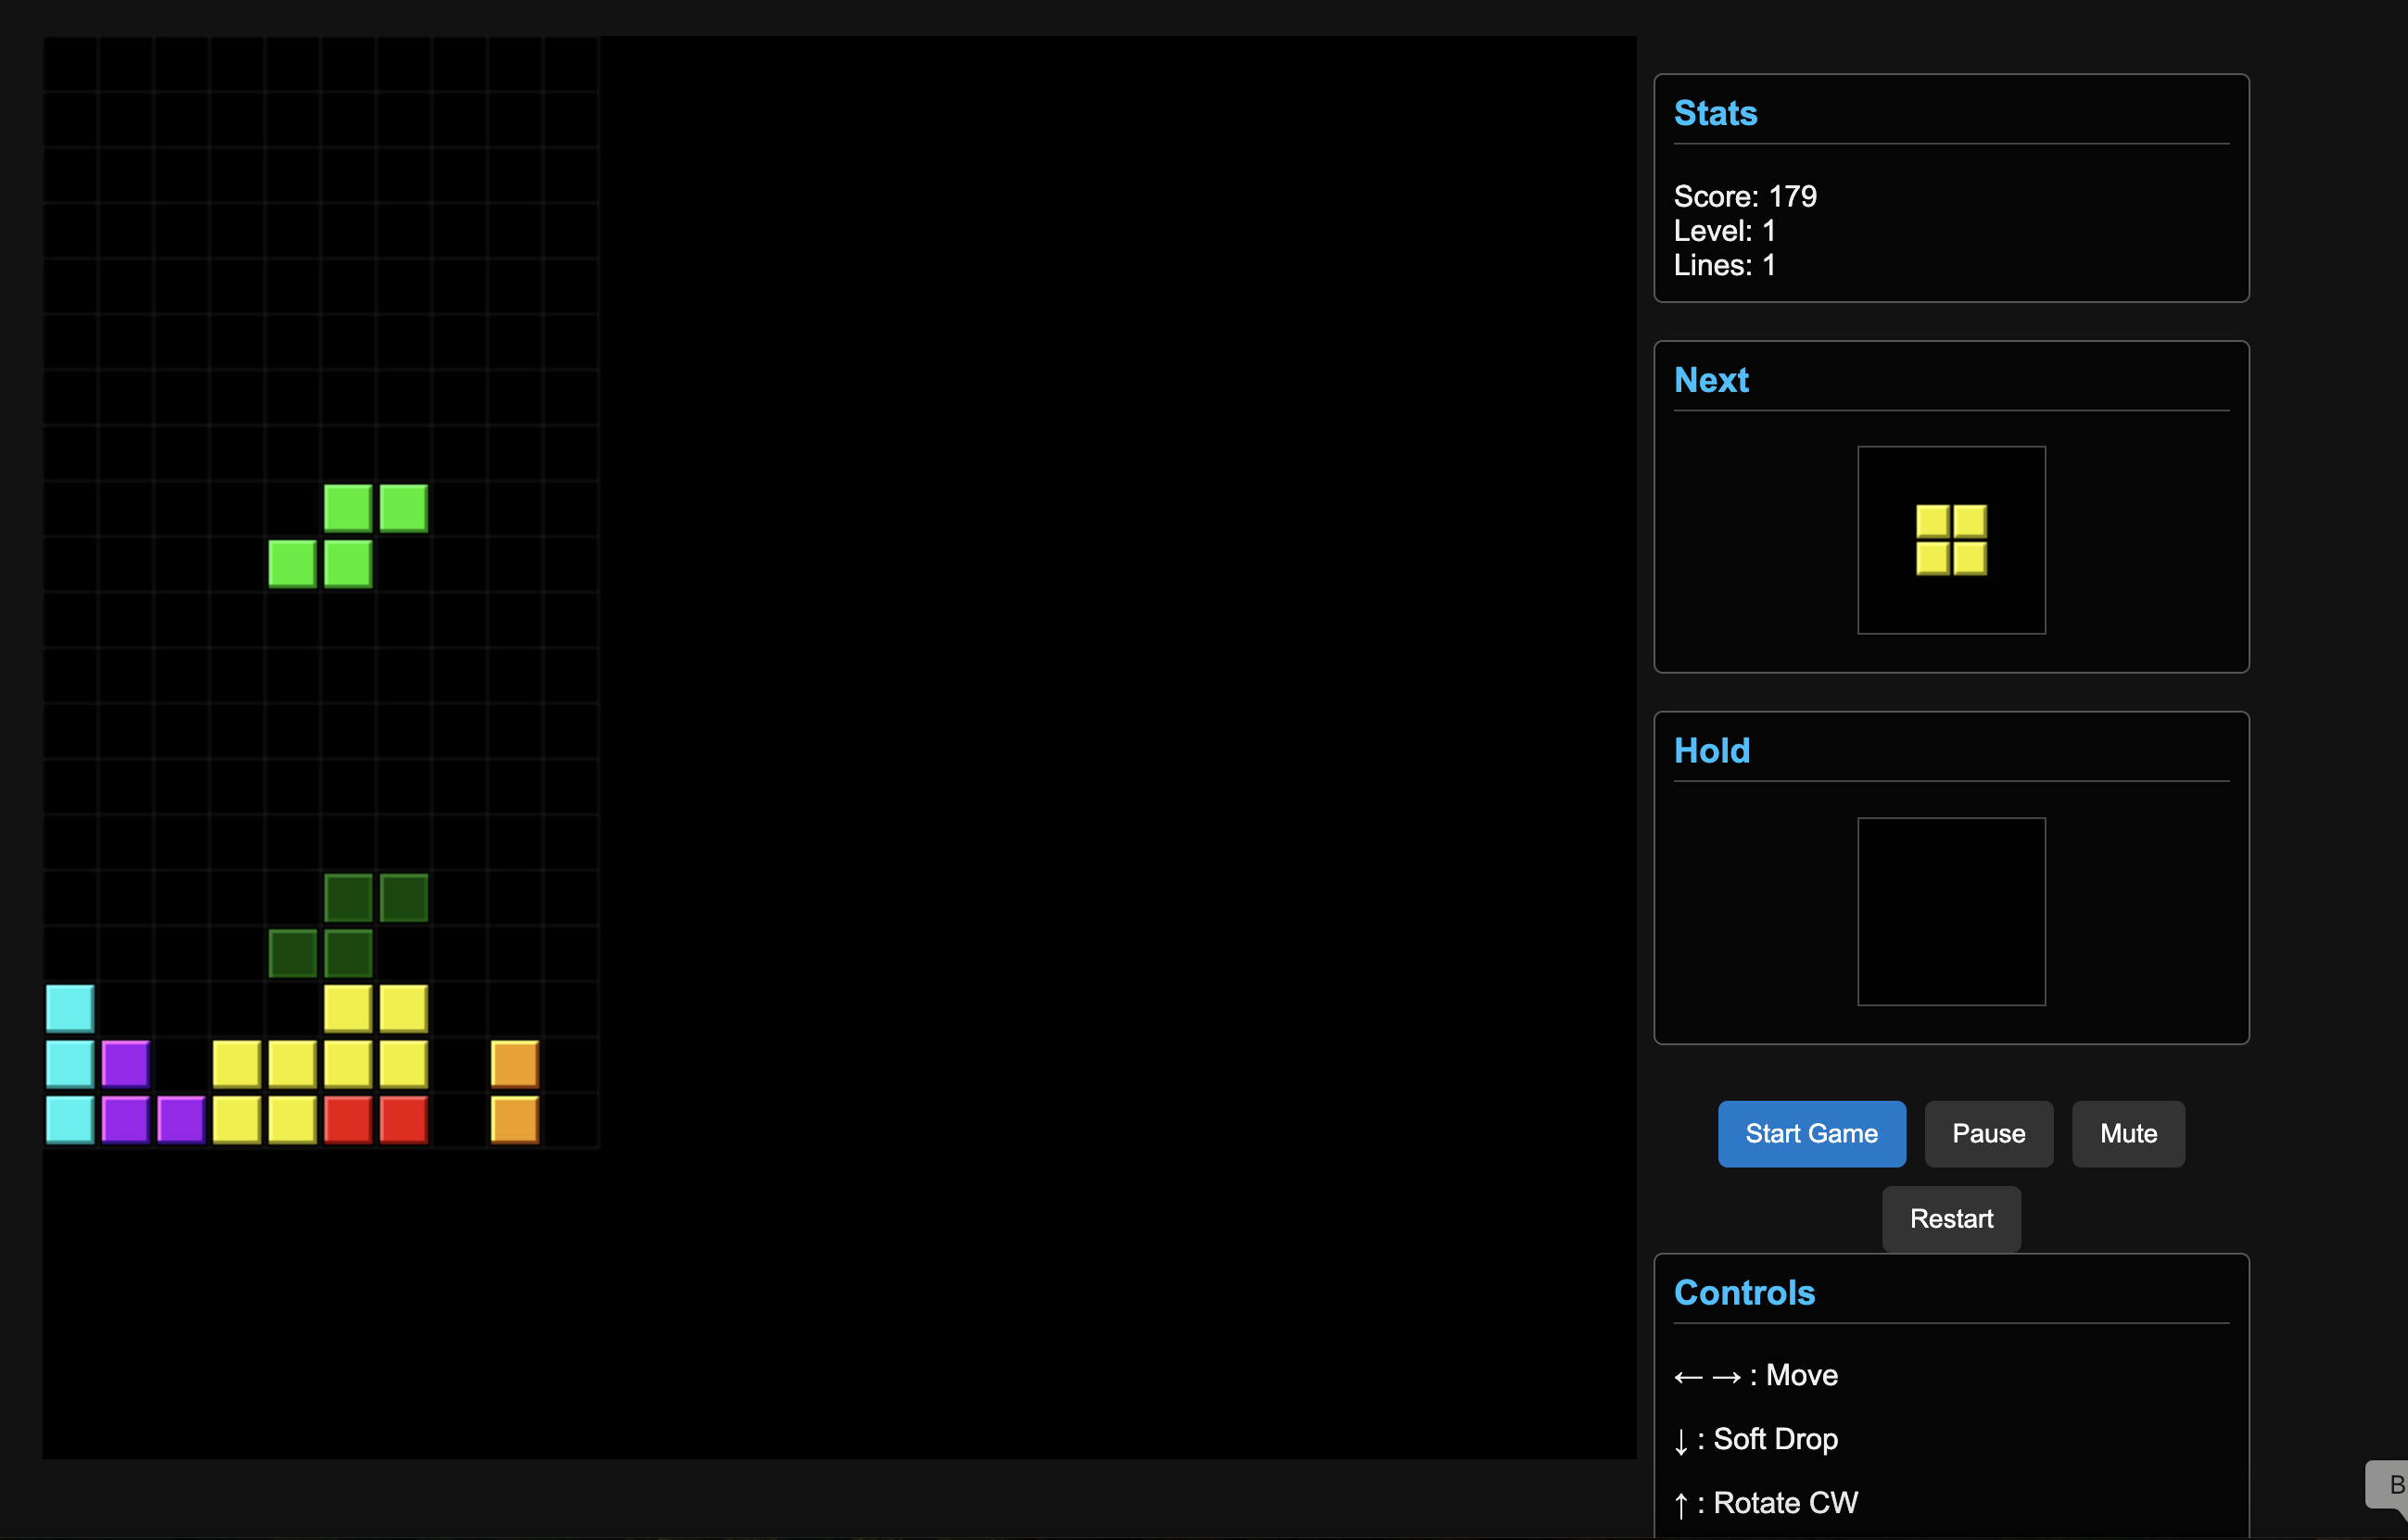 Stats
Score: 179
Level: 1
Lines: 1
Next
Hold
Start Game
Pause
Mute
Restart
Controls
←→ : Move
↓ : Soft Drop
↑ : Rotate CW
B